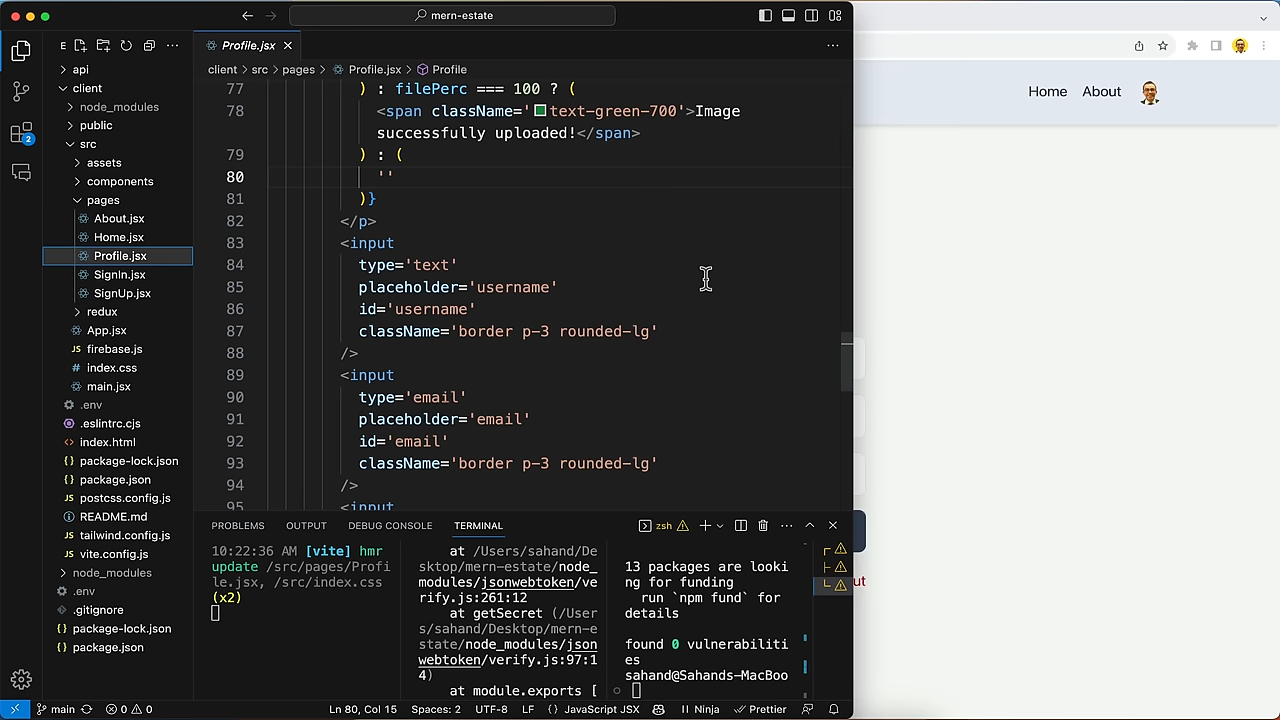 mern-estate
E
Profile.jsx
client > src > pages > Profile.jsx > Profile
api
client
node_modules
public
src
assets
components
pages
About.jsx
Home.jsx
Profile.jsx
SignIn.jsx
SignUp.jsx
redux
App.jsx
JS firebase.js
# index.css
main.jsx
.env
.eslintrc.cjs
<> index.html
{} package-lock.json
{} package.json
JS postcss.config.js
README.md
JS tailwind.config.js
JS vite.config.js
node_modules
.env
.gitignore
{} package-lock.json
{} package.json
2
77 ) : filePerc === 100 ? (
78 <span className='text-green-700'>Image
successfully uploaded!</span>
79 ) : (
80 ''
81 )}
82 </p>
83 <input
84 type='text'
85 placeholder='username'
86 id='username'
87 className='border p-3 rounded-lg'
88 />
89 <input
90 type='email'
91 placeholder='email'
92 id='email'
93 className='border p-3 rounded-lg'
94 />
95 <input
PROBLEMS OUTPUT DEBUG CONSOLE TERMINAL
zsh
10:22:36 AM [vite] hmr
update /src/pages/Profi
le.jsx, /src/index.css
(x2)
at /Users/sahand/De
sktop/mern-estate/node_
modules/jsonwebtoken/ve
rify.js:261:12
at getSecret (/User
s/sahand/Desktop/mern-e
state/node_modules/json
webtoken/verify.js:97:1
4)
at module.exports [
13 packages are looki
ng for funding
run `npm fund` for
details
found 0 vulnerabiliti
es
sahand@Sahands-MacBoo
main 0 0
Ln 80, Col 15 Spaces: 2 UTF-8 LF {} JavaScript JSX Ninja Prettier
Home About
ut